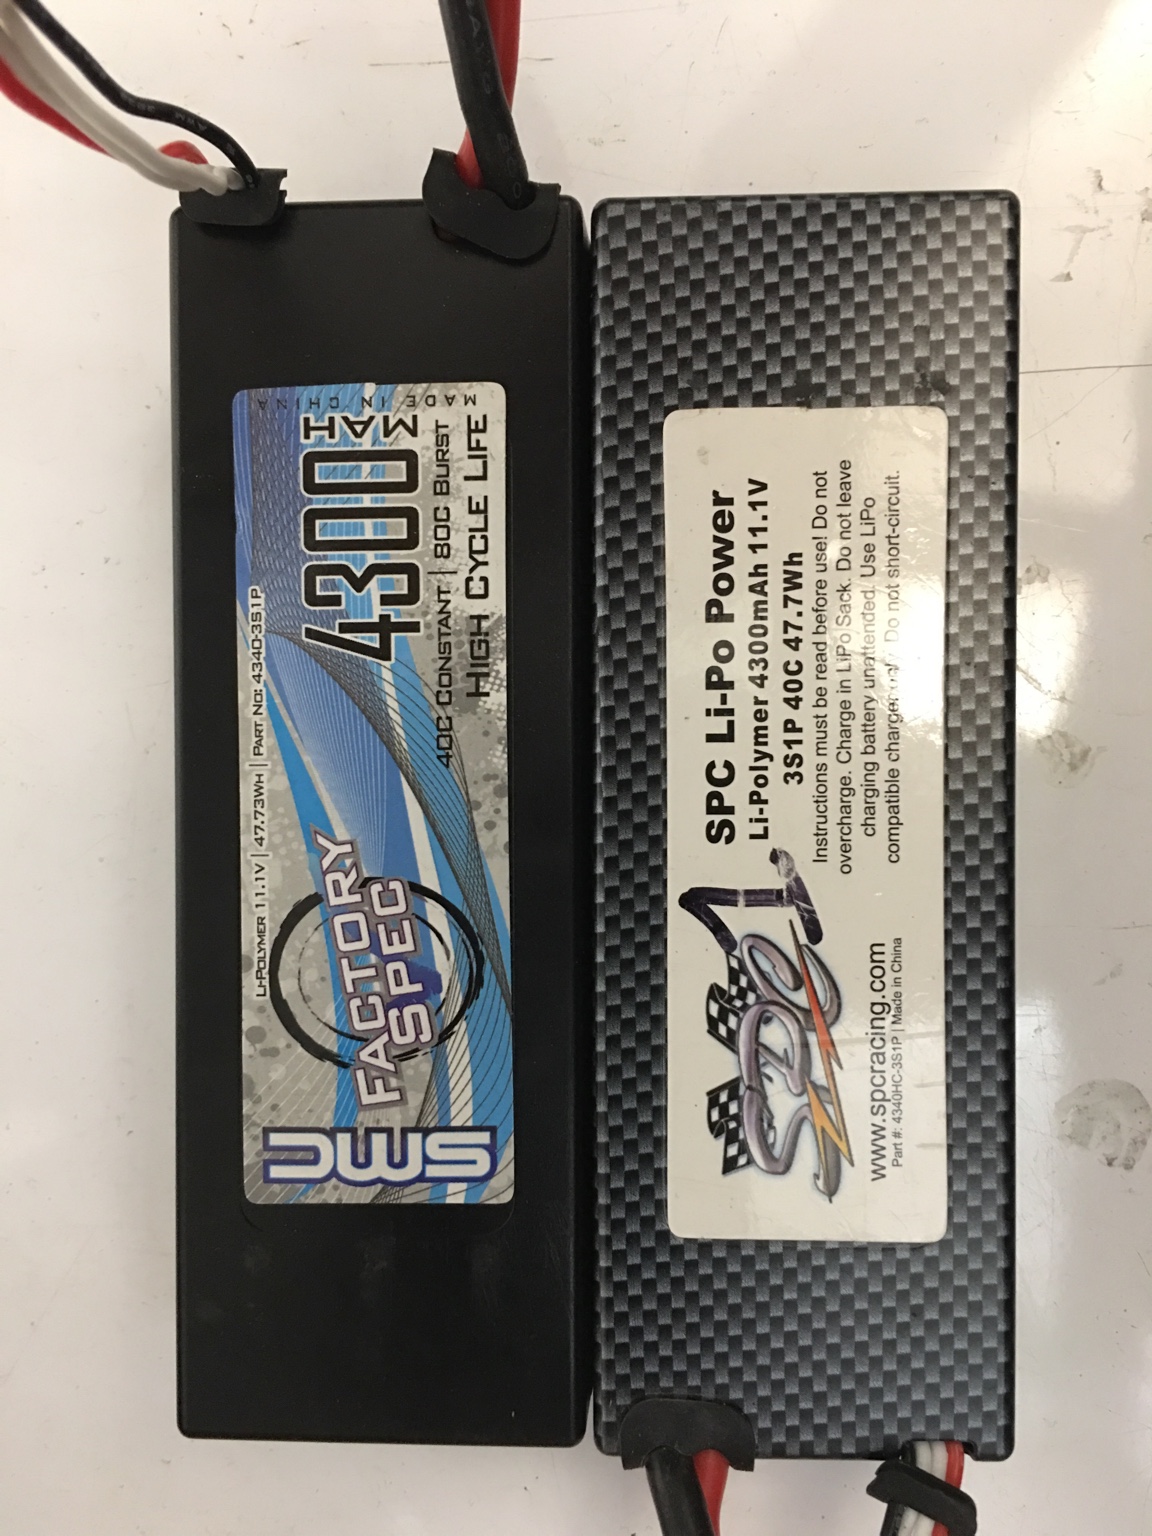 LI-POLYMER 11.1V | 47.73WH | PART NO: 4340-3S1P
FACTORY
SPEC
SMC
4300
MAH
40C CONSTANT | 80C BURST
HIGH CYCLE LIFE
MADE IN CHINA
SPC Li-Po Power
Li-Polymer 4300mAh 11.1V
3S1P 40C 47.7Wh
Instructions must be read before use! Do not
overcharge. Charge in LiPo Sack. Do not leave
charging battery unattended. Use LiPo
compatible charger Do not short-circuit.
1
SPC
www.spcracing.com
Part #: 4340HC-3S1P | Made in China
AWM